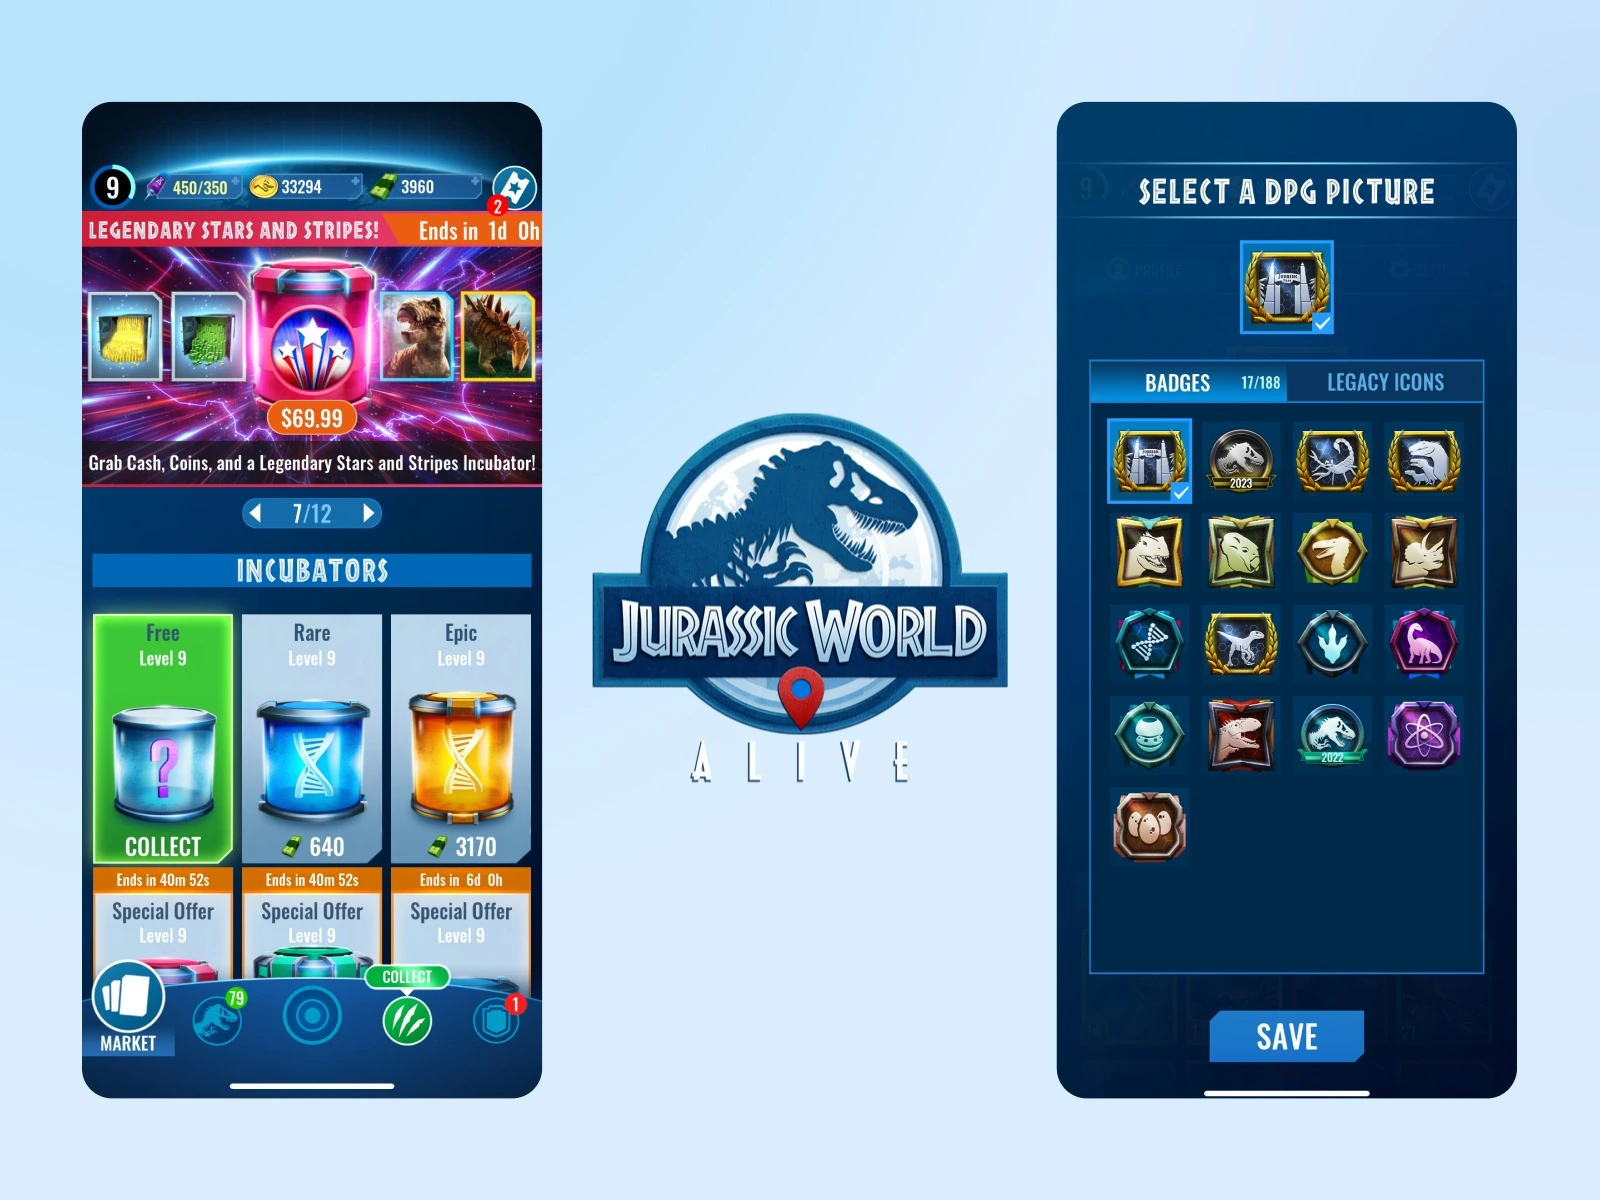 9
450/350
33294
3960
2
LEGENDARY STARS AND STRIPES!
Ends in 1d 0h
$69.99
Grab Cash, Coins, and a Legendary Stars and Stripes Incubator!
7/12
INCUBATORS
Free
Level 9
?
COLLECT
Rare
Level 9
640
Epic
Level 9
3170
Ends in 40m 52s
Special Offer
Level 9
Ends in 40m 52s
Special Offer
Level 9
Ends in 6d 0h
Special Offer
Level 9
COLLECT
MARKET
79
1
JURASSIC WORLD
ALIVE
SELECT A DPG PICTURE
9
PROFILE
BADGES 17/188
LEGACY ICONS
2023
2022
SAVE